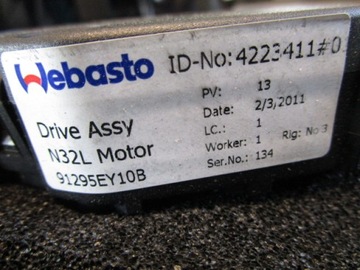 Webasto ID-No:4223411#0
PV: 13
Date: 2/3/2011
Drive Assy LC.: 1
N32L Motor Worker: 1 Rig: No 3
91295EY10B Ser.No.: 134